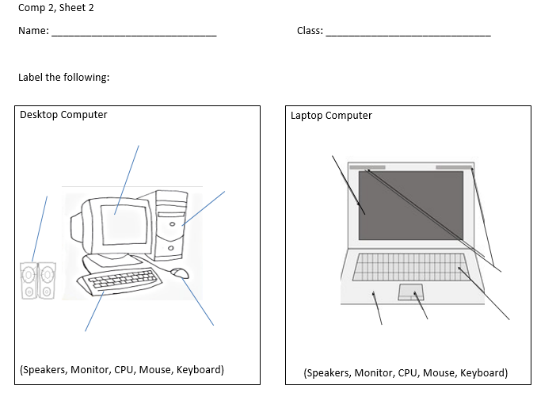 Comp 2, Sheet 2
Name: ______________________________ Class: ______________________________
Label the following:
Desktop Computer
(Speakers, Monitor, CPU, Mouse, Keyboard)
Laptop Computer
(Speakers, Monitor, CPU, Mouse, Keyboard)